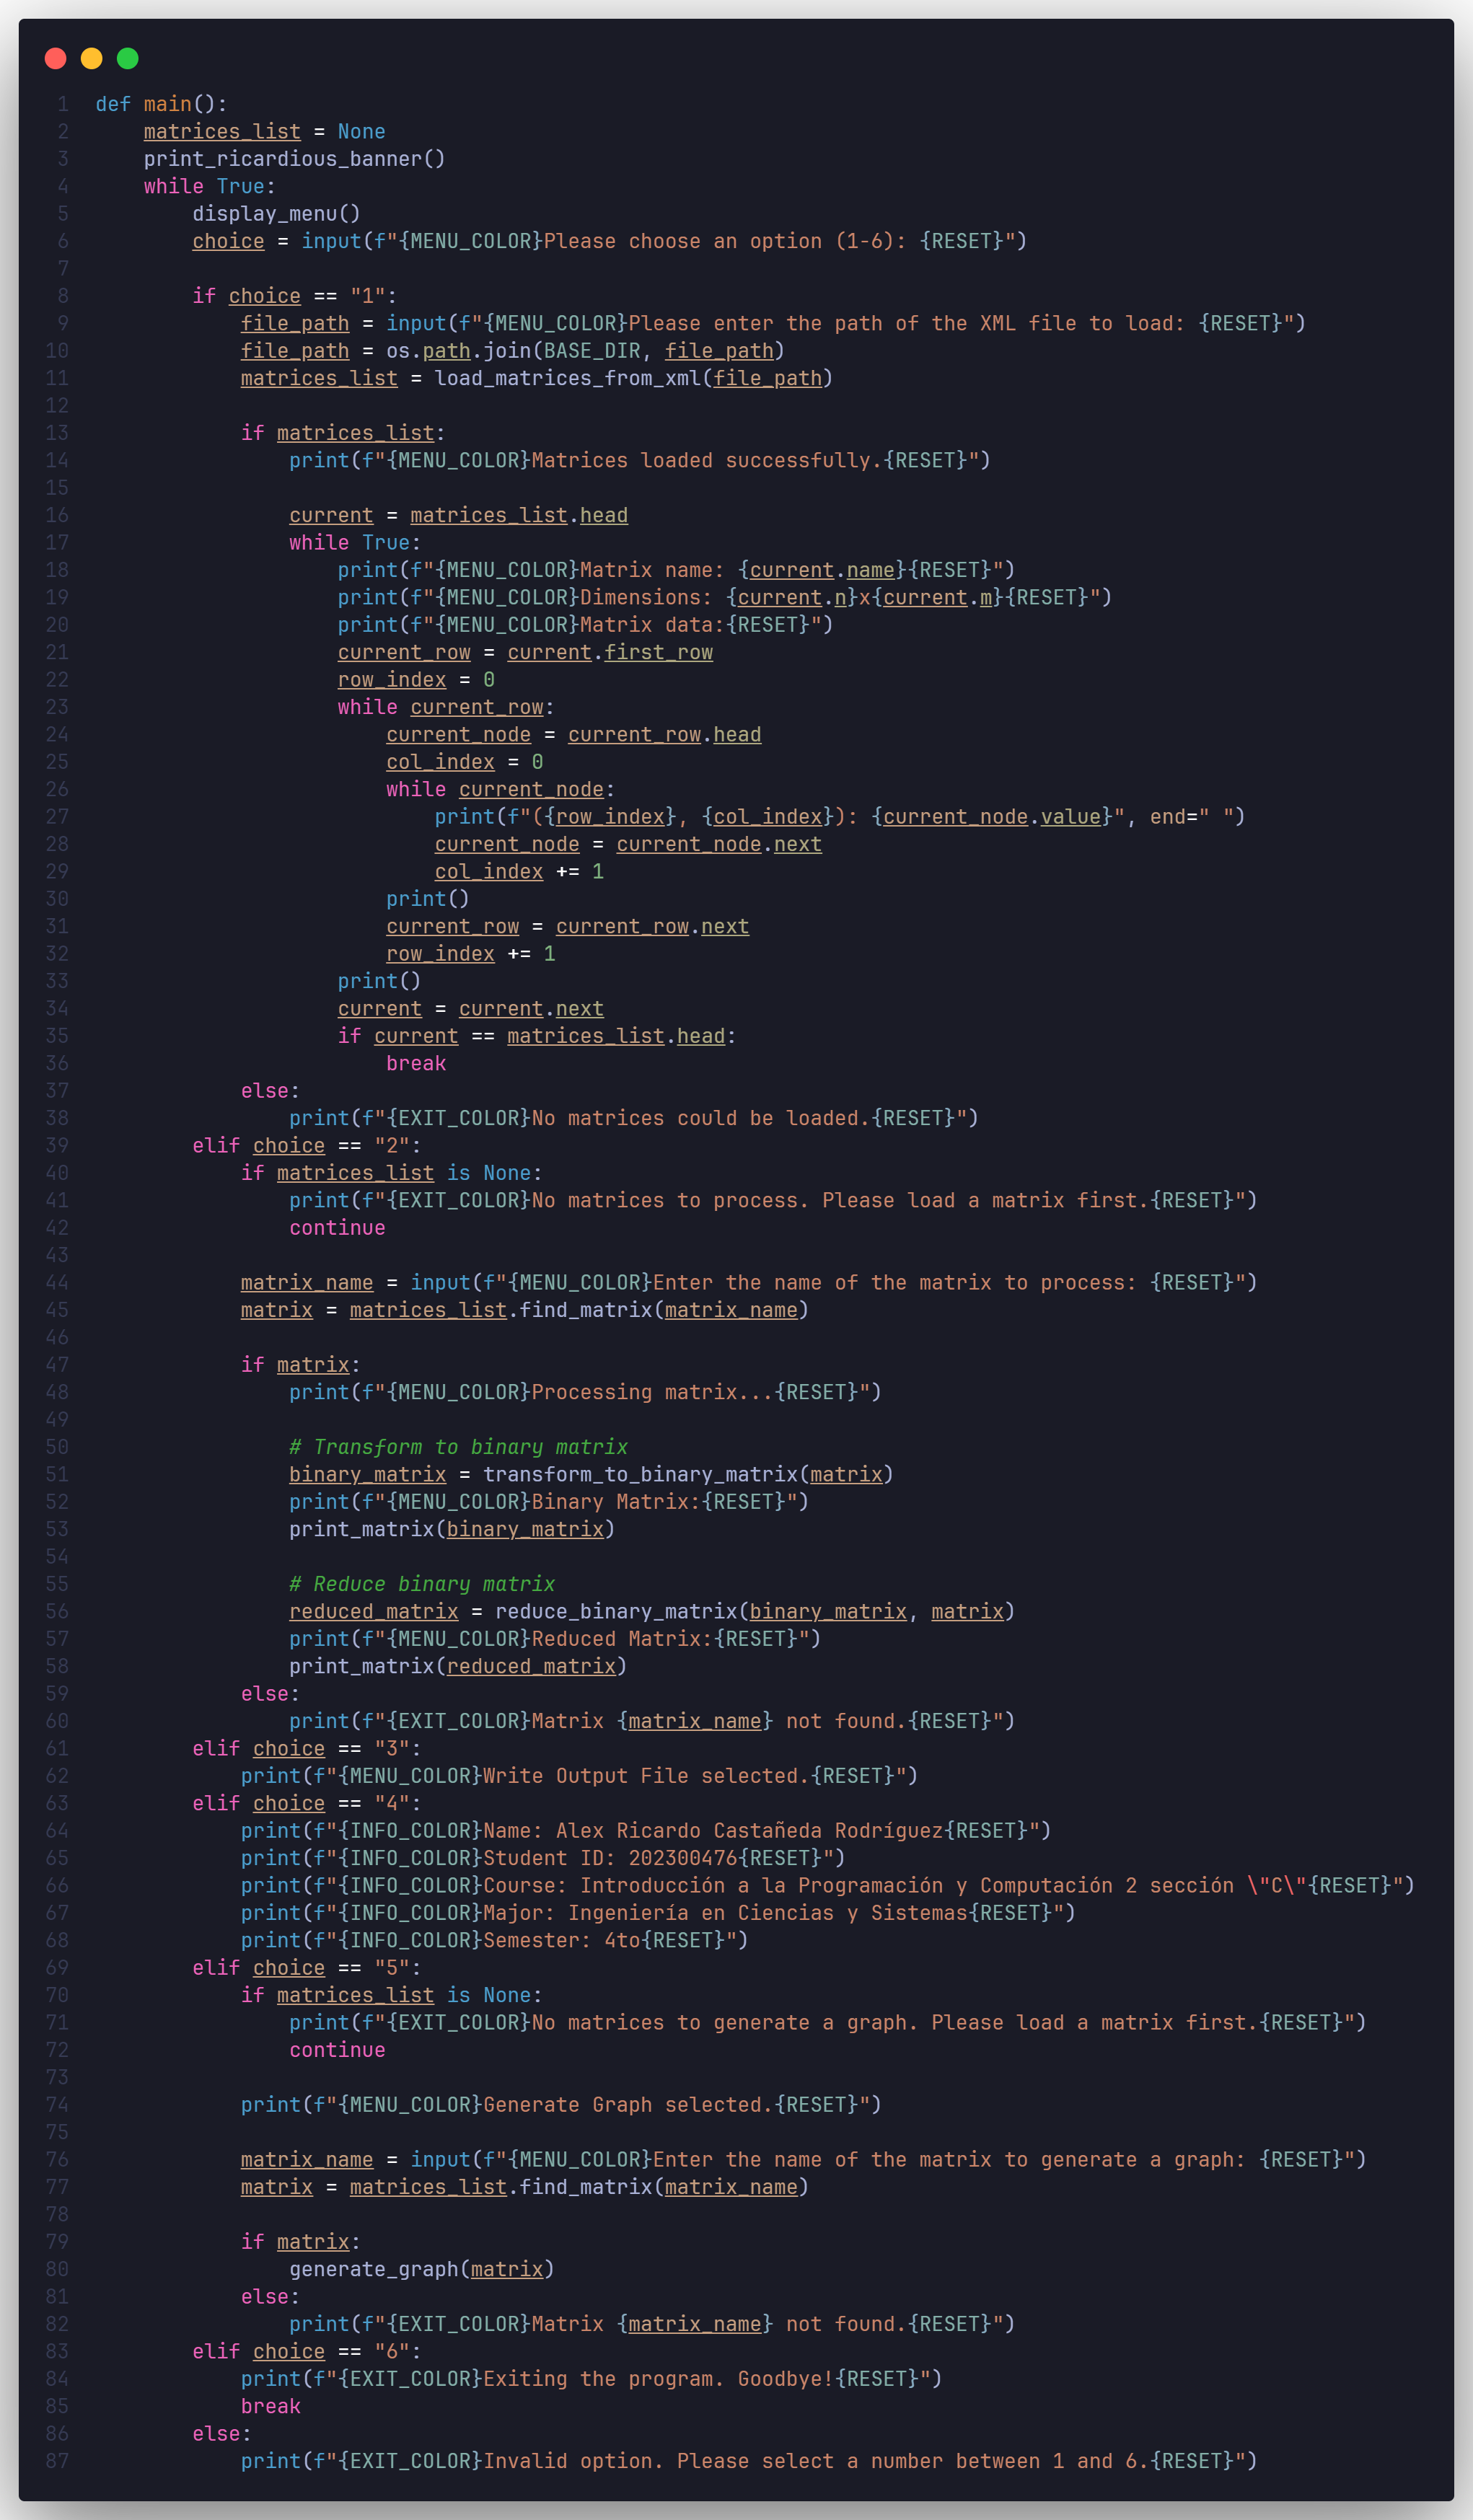 1 def main():
2     matrices_list = None
3     print_ricardious_banner()
4     while True:
5         display_menu()
6         choice = input(f"{MENU_COLOR}Please choose an option (1-6): {RESET}")
7
8         if choice == "1":
9             file_path = input(f"{MENU_COLOR}Please enter the path of the XML file to load: {RESET}")
10             file_path = os.path.join(BASE_DIR, file_path)
11             matrices_list = load_matrices_from_xml(file_path)
12
13             if matrices_list:
14                 print(f"{MENU_COLOR}Matrices loaded successfully.{RESET}")
15
16                 current = matrices_list.head
17                 while True:
18                     print(f"{MENU_COLOR}Matrix name: {current.name}{RESET}")
19                     print(f"{MENU_COLOR}Dimensions: {current.n}x{current.m}{RESET}")
20                     print(f"{MENU_COLOR}Matrix data:{RESET}")
21                     current_row = current.first_row
22                     row_index = 0
23                     while current_row:
24                         current_node = current_row.head
25                         col_index = 0
26                         while current_node:
27                             print(f"({row_index}, {col_index}): {current_node.value}", end=" ")
28                             current_node = current_node.next
29                             col_index += 1
30                         print()
31                         current_row = current_row.next
32                         row_index += 1
33                     print()
34                     current = current.next
35                     if current == matrices_list.head:
36                         break
37             else:
38                 print(f"{EXIT_COLOR}No matrices could be loaded.{RESET}")
39         elif choice == "2":
40             if matrices_list is None:
41                 print(f"{EXIT_COLOR}No matrices to process. Please load a matrix first.{RESET}")
42                 continue
43
44             matrix_name = input(f"{MENU_COLOR}Enter the name of the matrix to process: {RESET}")
45             matrix = matrices_list.find_matrix(matrix_name)
46
47             if matrix:
48                 print(f"{MENU_COLOR}Processing matrix...{RESET}")
49
50                 # Transform to binary matrix
51                 binary_matrix = transform_to_binary_matrix(matrix)
52                 print(f"{MENU_COLOR}Binary Matrix:{RESET}")
53                 print_matrix(binary_matrix)
54
55                 # Reduce binary matrix
56                 reduced_matrix = reduce_binary_matrix(binary_matrix, matrix)
57                 print(f"{MENU_COLOR}Reduced Matrix:{RESET}")
58                 print_matrix(reduced_matrix)
59             else:
60                 print(f"{EXIT_COLOR}Matrix {matrix_name} not found.{RESET}")
61         elif choice == "3":
62             print(f"{MENU_COLOR}Write Output File selected.{RESET}")
63         elif choice == "4":
64             print(f"{INFO_COLOR}Name: Alex Ricardo Castañeda Rodríguez{RESET}")
65             print(f"{INFO_COLOR}Student ID: 202300476{RESET}")
66             print(f"{INFO_COLOR}Course: Introducción a la Programación y Computación 2 sección \"C\"{RESET}")
67             print(f"{INFO_COLOR}Major: Ingeniería en Ciencias y Sistemas{RESET}")
68             print(f"{INFO_COLOR}Semester: 4to{RESET}")
69         elif choice == "5":
70             if matrices_list is None:
71                 print(f"{EXIT_COLOR}No matrices to generate a graph. Please load a matrix first.{RESET}")
72                 continue
73
74             print(f"{MENU_COLOR}Generate Graph selected.{RESET}")
75
76             matrix_name = input(f"{MENU_COLOR}Enter the name of the matrix to generate a graph: {RESET}")
77             matrix = matrices_list.find_matrix(matrix_name)
78
79             if matrix:
80                 generate_graph(matrix)
81             else:
82                 print(f"{EXIT_COLOR}Matrix {matrix_name} not found.{RESET}")
83         elif choice == "6":
84             print(f"{EXIT_COLOR}Exiting the program. Goodbye!{RESET}")
85             break
86         else:
87             print(f"{EXIT_COLOR}Invalid option. Please select a number between 1 and 6.{RESET}")